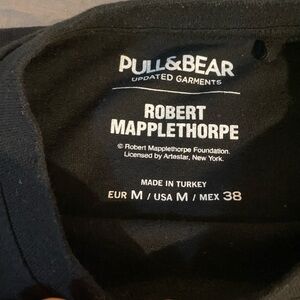 PULL&BEAR
UPDATED GARMENTS
ROBERT
MAPPLETHORPE
© Robert Mapplethorpe Foundation.
Licensed by Artestar, New York.
MADE IN TURKEY
EUR M / USA M / MEX 38